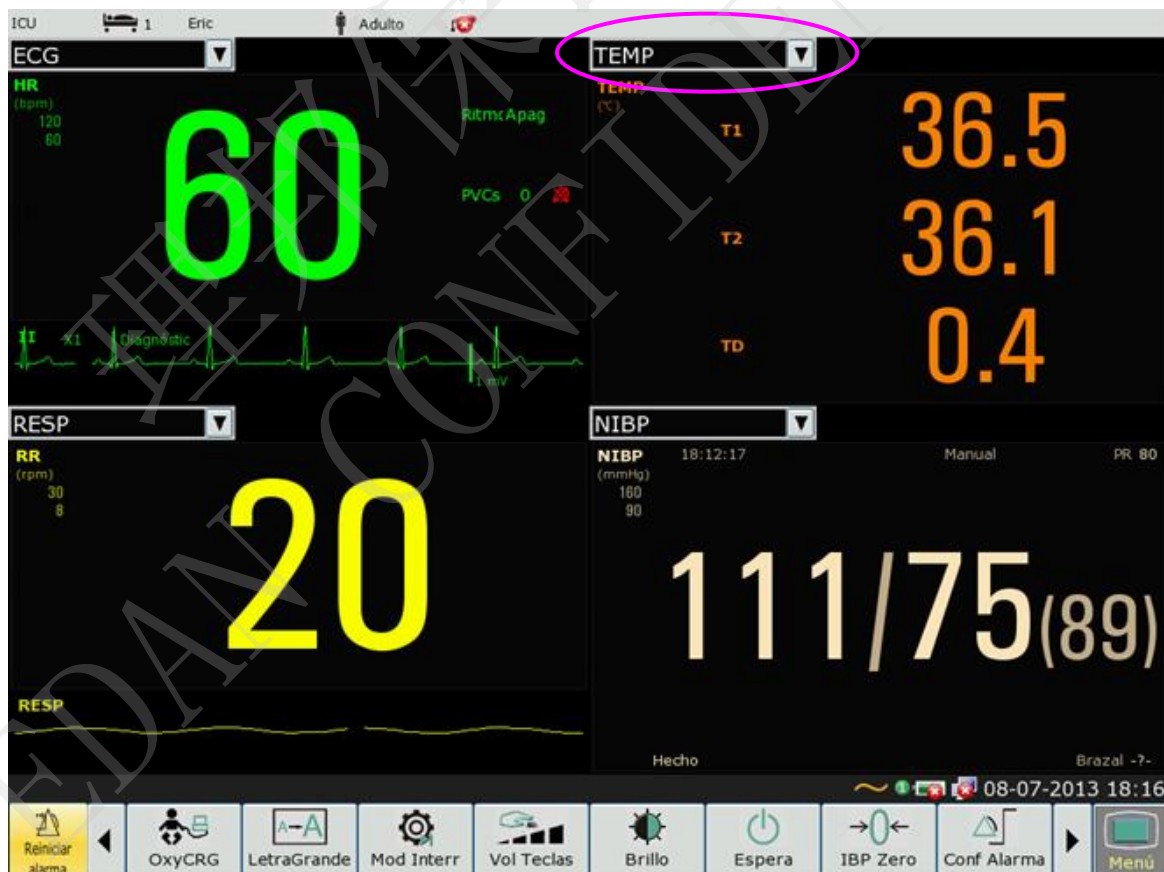 ICU 1 Eric Adulto
ECG
TEMP
HR
(bpm)
120
60
60
RitmoApag
PVCs 0
TEMP
(°C)
T1 36.5
T2 36.1
TD 0.4
II X1 Diagnostic
1 mV
RESP
NIBP
RR
(rpm)
30
8
20
NIBP 18:12:17 Manual PR 80
(mmHg)
160
90
111/75(89)
RESP
Hecho Brazal -?-
08-07-2013 18:16
Reiniciar
alarma
OxyCRG
A→A
LetraGrande
Mod Interr
Vol Teclas
Brillo
Espera
IBP Zero
Conf Alarma
Menú
EDAN CONFIDE